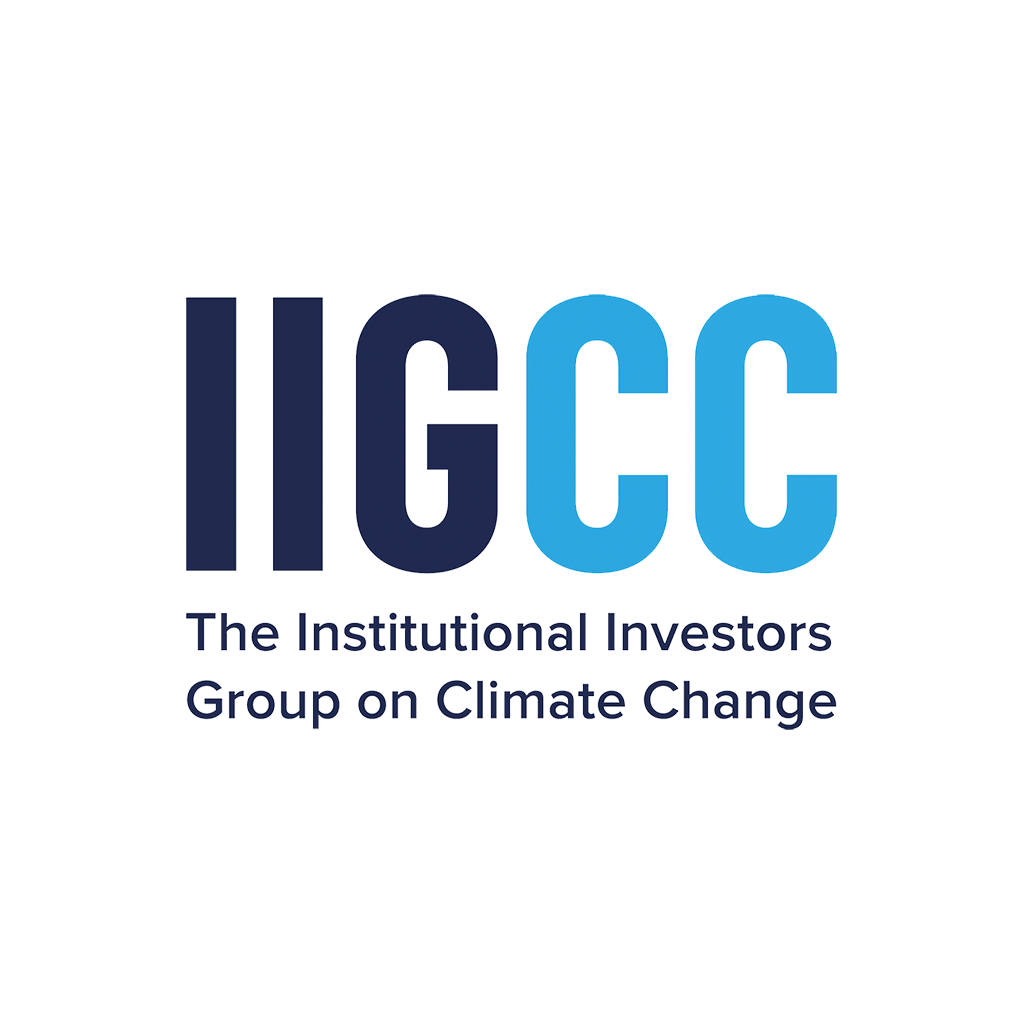 IIGCC
The Institutional Investors
Group on Climate Change